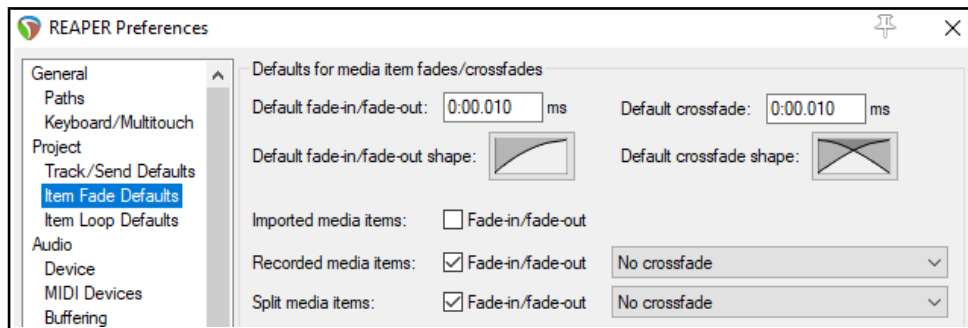 REAPER Preferences
General
Paths
Keyboard/Multitouch
Project
Track/Send Defaults
Item Fade Defaults
Item Loop Defaults
Audio
Device
MIDI Devices
Buffering
Defaults for media item fades/crossfades
Default fade-in/fade-out: 0:00.010 ms Default crossfade: 0:00.010 ms
Default fade-in/fade-out shape: Default crossfade shape:
Imported media items: Fade-in/fade-out
Recorded media items: Fade-in/fade-out No crossfade
Split media items: Fade-in/fade-out No crossfade